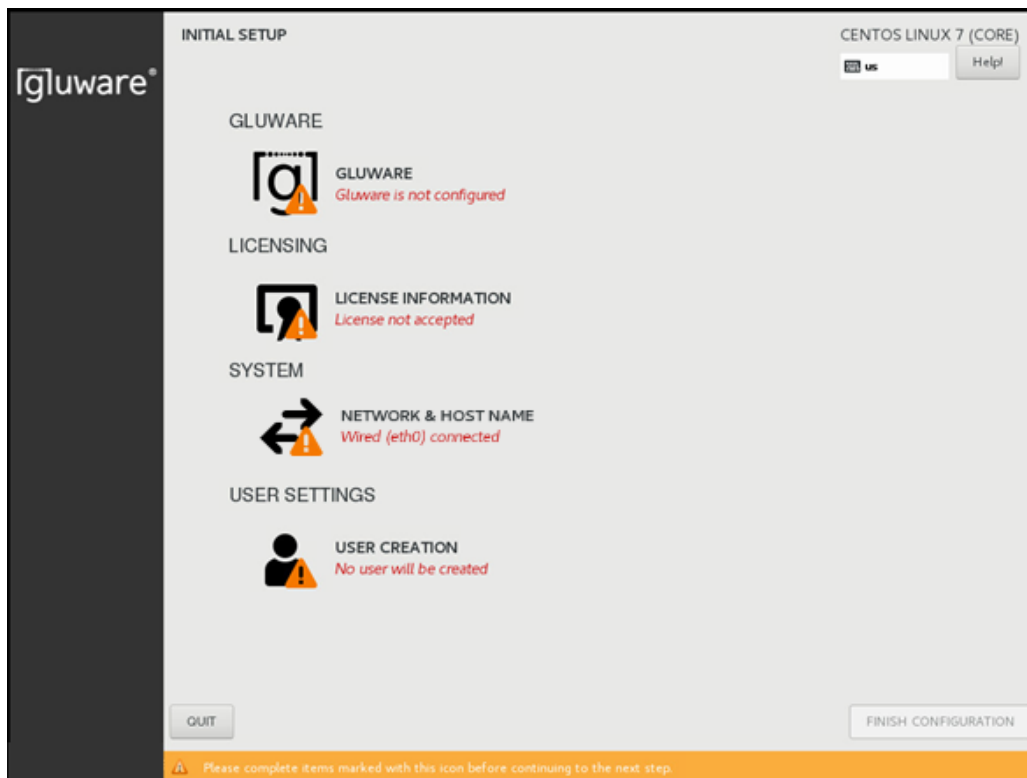 gluware®
INITIAL SETUP
CENTOS LINUX 7 (CORE)
us
Help!
GLUWARE
g
GLUWARE
Gluware is not configured
LICENSING
LICENSE INFORMATION
License not accepted
SYSTEM
NETWORK & HOST NAME
Wired (eth0) connected
USER SETTINGS
USER CREATION
No user will be created
QUIT
FINISH CONFIGURATION
Please complete items marked with this icon before continuing to the next step.